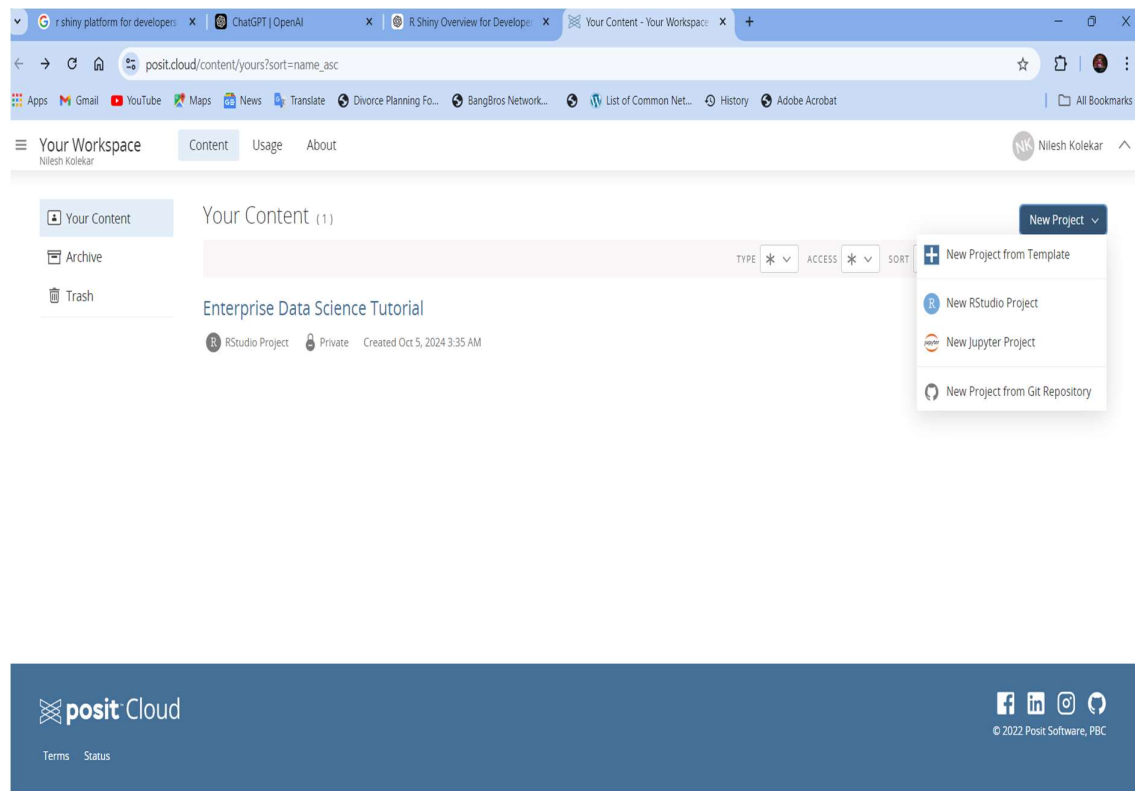 r shiny platform for developers
ChatGPT | OpenAI
R Shiny Overview for Developer
Your Content - Your Workspace
posit.cloud/content/yours?sort=name_asc
Apps Gmail YouTube Maps News Translate Divorce Planning Fo... BangBros Network... List of Common Net... History Adobe Acrobat All Bookmarks
Your Workspace
Nilesh Kolekar
Content Usage About
NK Nilesh Kolekar
Your Content
Archive
Trash
Your Content (1)
New Project
TYPE ACCESS SORT
New Project from Template
New RStudio Project
New Jupyter Project
New Project from Git Repository
Enterprise Data Science Tutorial
R RStudio Project Private Created Oct 5, 2024 3:35 AM
posit Cloud
Terms Status
© 2022 Posit Software, PBC